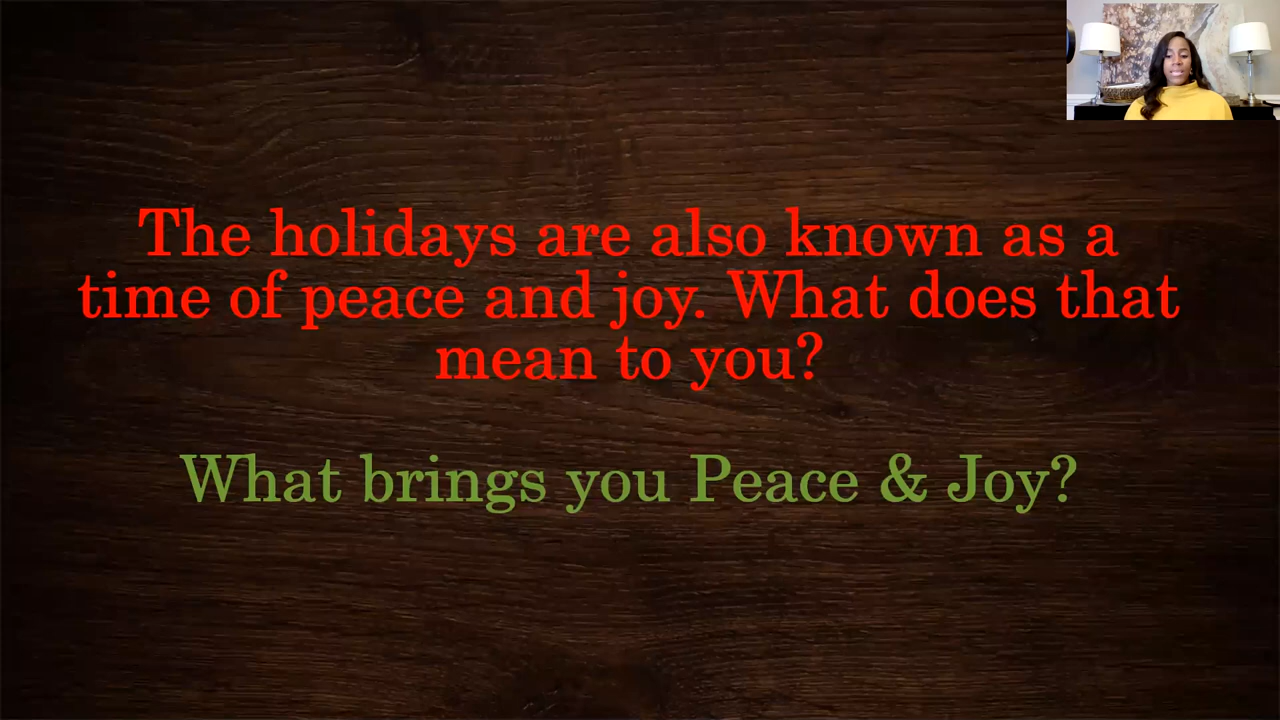 The holidays are also known as a
time of peace and joy. What does that
mean to you?
What brings you Peace & Joy?